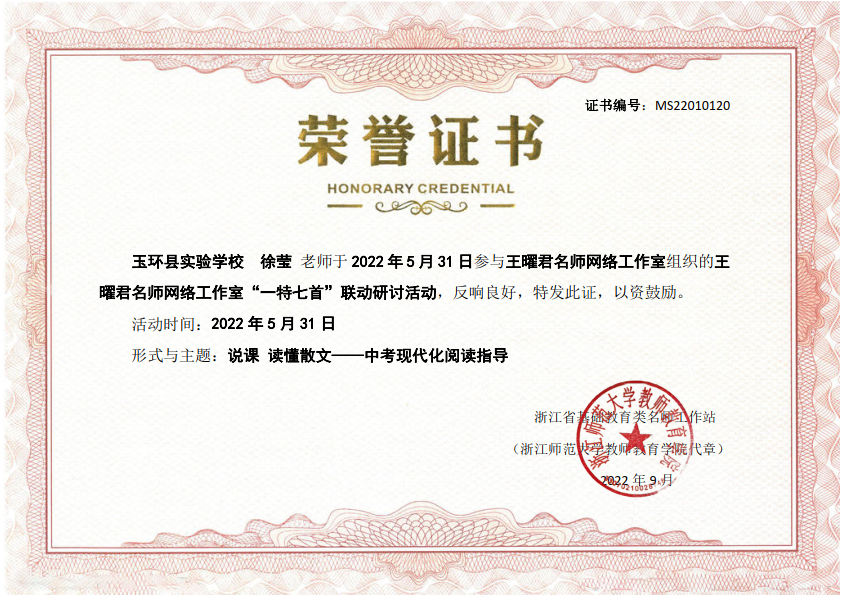 证书编号：MS22010120
荣誉证书
HONORARY CREDENTIAL
玉环县实验学校 徐莹 老师于 2022 年 5 月 31 日参与王曜君名师网络工作室组织的王
曜君名师网络工作室“一特七首”联动研讨活动，反响良好，特发此证，以资鼓励。
活动时间：2022 年 5 月 31 日
形式与主题：说课 读懂散文——中考现代化阅读指导
浙江省基础教育类名师工作站
（浙江师范大学教师教育学院代章）
2022 年 9 月
浙江师范大学教师教育学院